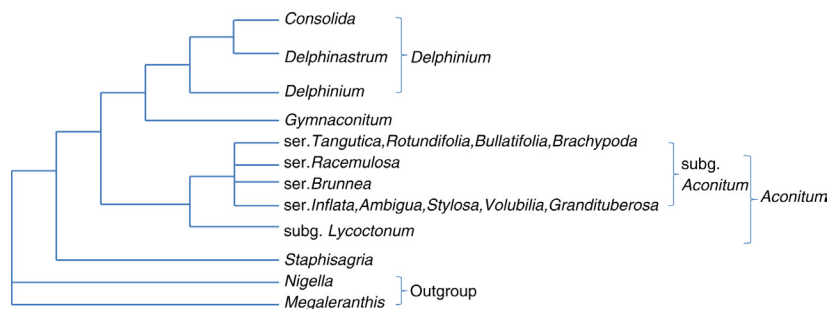 Consolida
Delphinastrum
Delphinium
Delphinium
Gymnaconitum
ser.Tangutica,Rotundifolia,Bullatifolia,Brachypoda
ser.Racemulosa
ser.Brunnea
ser.Inflata,Ambigua,Stylosa,Volubilia,Grandituberosa
subg.
Aconitum
Aconitum
subg. Lycoctonum
Staphisagria
Nigella
Megaleranthis
Outgroup